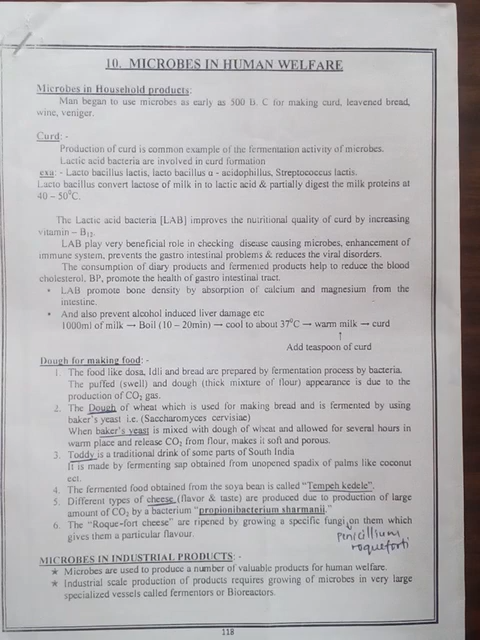 10. MICROBES IN HUMAN WELFARE
Microbes in Household products:
Man began to use microbes as early as 500 B. C for making curd, leavened bread,
wine, veniger.
Curd: -
Production of curd is common example of the fermentation activity of microbes.
Lactic acid bacteria are involved in curd formation
exa: - Lacto bacillus lactis, lacto bacillus α - acidophillus, Streptococcus lactis.
Lacto bacillus convert lactose of milk in to lactic acid & partially digest the milk proteins at
40 – 50⁰C.
The Lactic acid bacteria [LAB] improves the nutritional quality of curd by increasing
vitamin – B₁₂.
LAB play very beneficial role in checking disease causing microbes, enhancement of
immune system, prevents the gastro intestinal problems & reduces the viral disorders.
The consumption of diary products and fermented products help to reduce the blood
cholesterol, BP, promote the health of gastro intestinal tract.
• LAB promote bone density by absorption of calcium and magnesium from the
intestine.
• And also prevent alcohol induced liver damage etc
1000ml of milk → Boil (10 – 20min) → cool to about 37⁰C → warm milk → curd
↑
Add teaspoon of curd
Dough for making food: -
1. The food like dosa, Idli and bread are prepared by fermentation process by bacteria.
The puffed (swell) and dough (thick mixture of flour) appearance is due to the
production of CO₂ gas.
2. The Dough of wheat which is used for making bread and is fermented by using
baker's yeast i.e. (Saccharomyces cervisiae)
When baker's yeast is mixed with dough of wheat and allowed for several hours in
warm place and release CO₂ from flour, makes it soft and porous.
3. Toddy is a traditional drink of some parts of South India
It is made by fermenting sap obtained from unopened spadix of palms like coconut
ect.
4. The fermented food obtained from the soya bean is called "Tempeh kedele".
5. Different types of cheese (flavor & taste) are produced due to production of large
amount of CO₂ by a bacterium "propionibacterium sharmanii."
6. The "Roque-fort cheese" are ripened by growing a specific fungi on them which
gives them a particular flavour.
Penicillium
roqueforti
MICROBES IN INDUSTRIAL PRODUCTS: -
★ Microbes are used to produce a number of valuable products for human welfare.
★ Industrial scale production of products requires growing of microbes in very large
specialized vessels called fermentors or Bioreactors.
118